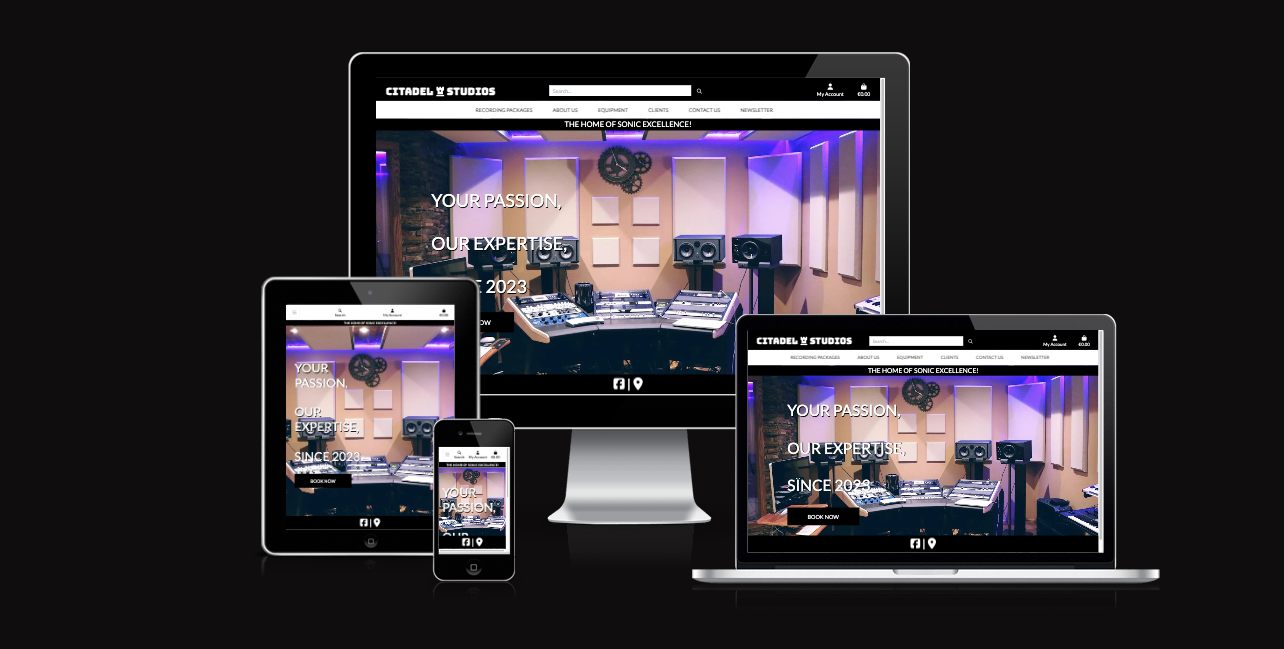 CITADEL STUDIOS
Search...
My Account
€0.00
RECORDING PACKAGES ABOUT US EQUIPMENT CLIENTS CONTACT US NEWSLETTER
THE HOME OF SONIC EXCELLENCE!
YOUR PASSION,
OUR EXPERTISE,
E 2023
OW
Search
My Account
€0.00
THE HOME OF SONIC EXCELLENCE!
YOUR
PASSION,
OUR
EXPERTISE,
SINCE 2023
BOOK NOW
Search
My Account
€0.00
THE HOME OF SONIC EXCELLENCE!
YOUR
PASSION,
OUR
CITADEL STUDIOS
Search...
My Account
€0.00
RECORDING PACKAGES ABOUT US EQUIPMENT CLIENTS CONTACT US NEWSLETTER
THE HOME OF SONIC EXCELLENCE!
YOUR PASSION,
OUR EXPERTISE,
SINCE 2023
BOOK NOW